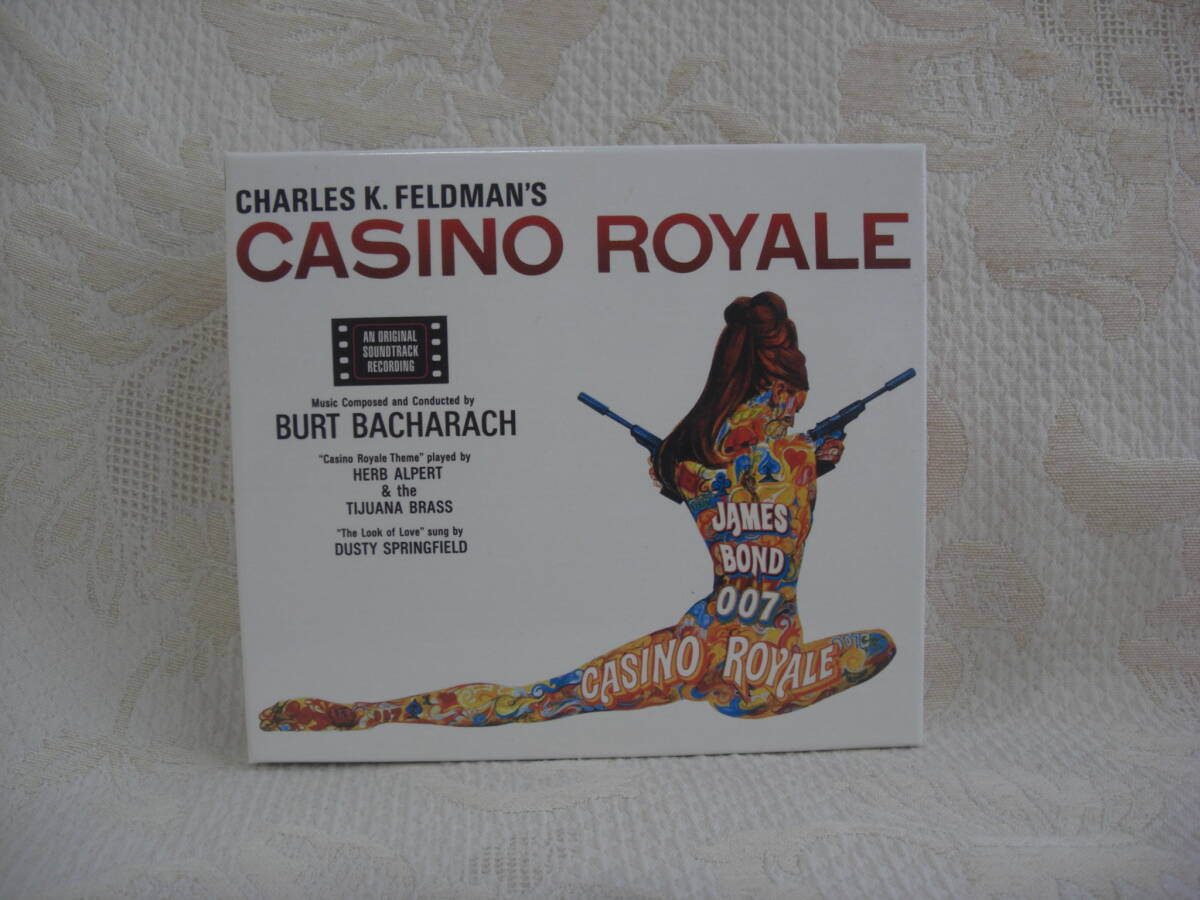 CHARLES K. FELDMAN'S
CASINO ROYALE
AN ORIGINAL
SOUNDTRACK
RECORDING
Music Composed and Conducted by
BURT BACHARACH
"Casino Royale Theme" played by
HERB ALPERT
& the
TIJUANA BRASS
"The Look of Love" sung by
DUSTY SPRINGFIELD
JAMES
BOND
007
CASINO ROYALE